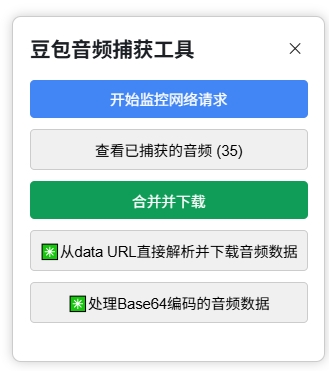 豆包音频捕获工具
开始监控网络请求
查看已捕获的音频 (35)
合并并下载
从data URL直接解析并下载音频数据
处理Base64编码的音频数据